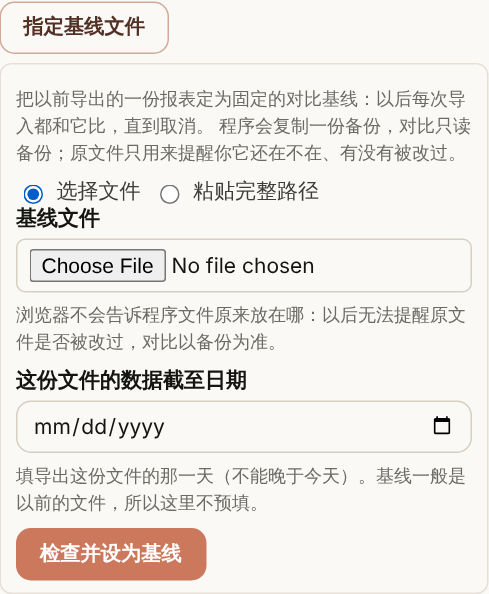 指定基线文件
把以前导出的一份报表定为固定的对比基线：以后每次导
入都和它比，直到取消。 程序会复制一份备份，对比只读
备份；原文件只用来提醒你它还在不在、有没有被改过。
选择文件 粘贴完整路径
基线文件
Choose File No file chosen
浏览器不会告诉程序文件原来放在哪：以后无法提醒原文
件是否被改过，对比以备份为准。
这份文件的数据截至日期
mm/dd/yyyy
填导出这份文件的那一天（不能晚于今天）。基线一般是
以前的文件，所以这里不预填。
检查并设为基线